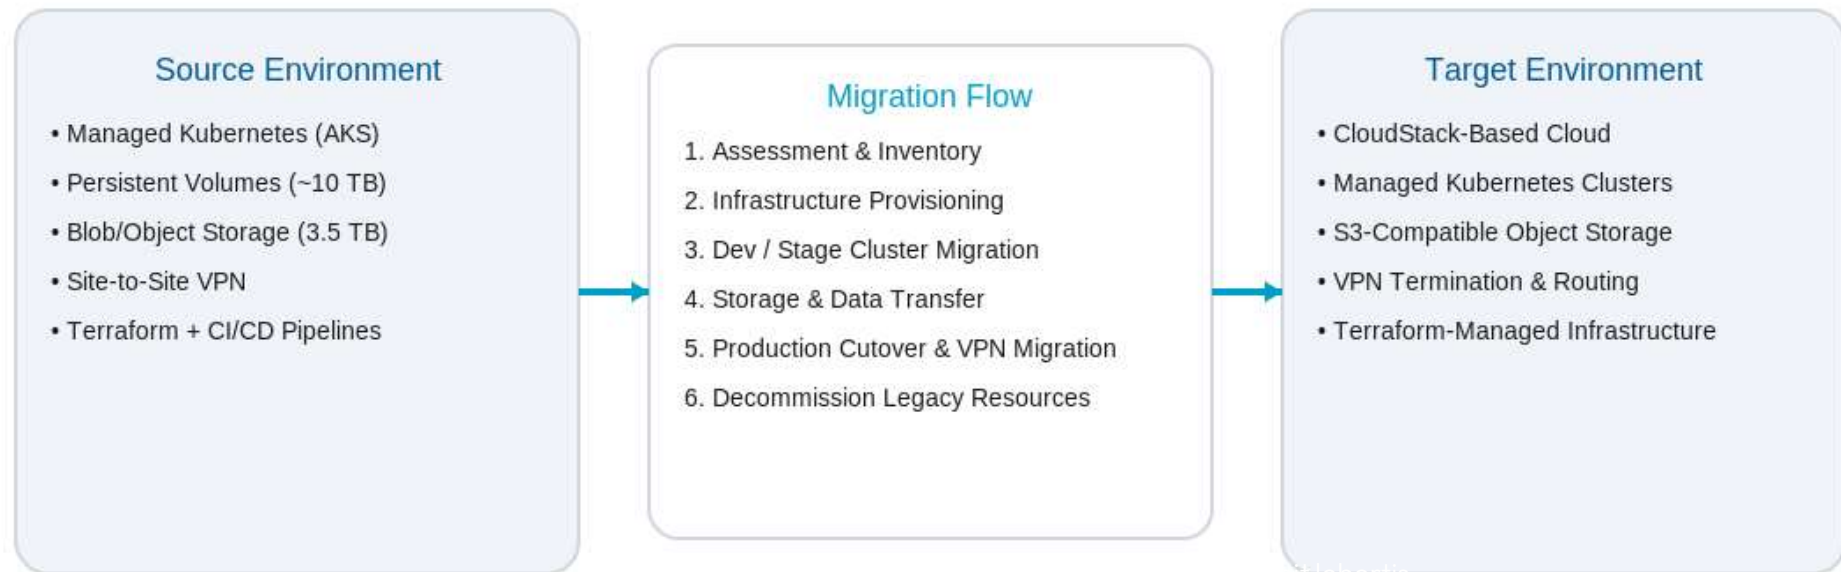 Source Environment
• Managed Kubernetes (AKS)
• Persistent Volumes (~10 TB)
• Blob/Object Storage (3.5 TB)
• Site-to-Site VPN
• Terraform + CI/CD Pipelines
Migration Flow
1. Assessment & Inventory
2. Infrastructure Provisioning
3. Dev / Stage Cluster Migration
4. Storage & Data Transfer
5. Production Cutover & VPN Migration
6. Decommission Legacy Resources
Target Environment
• CloudStack-Based Cloud
• Managed Kubernetes Clusters
• S3-Compatible Object Storage
• VPN Termination & Routing
• Terraform-Managed Infrastructure